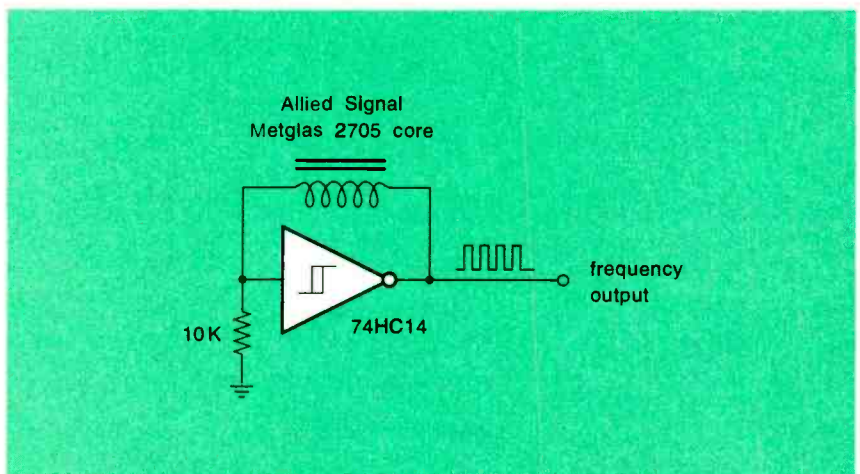 Allied Signal
Metglas 2705 core
frequency
output
74HC14
10K